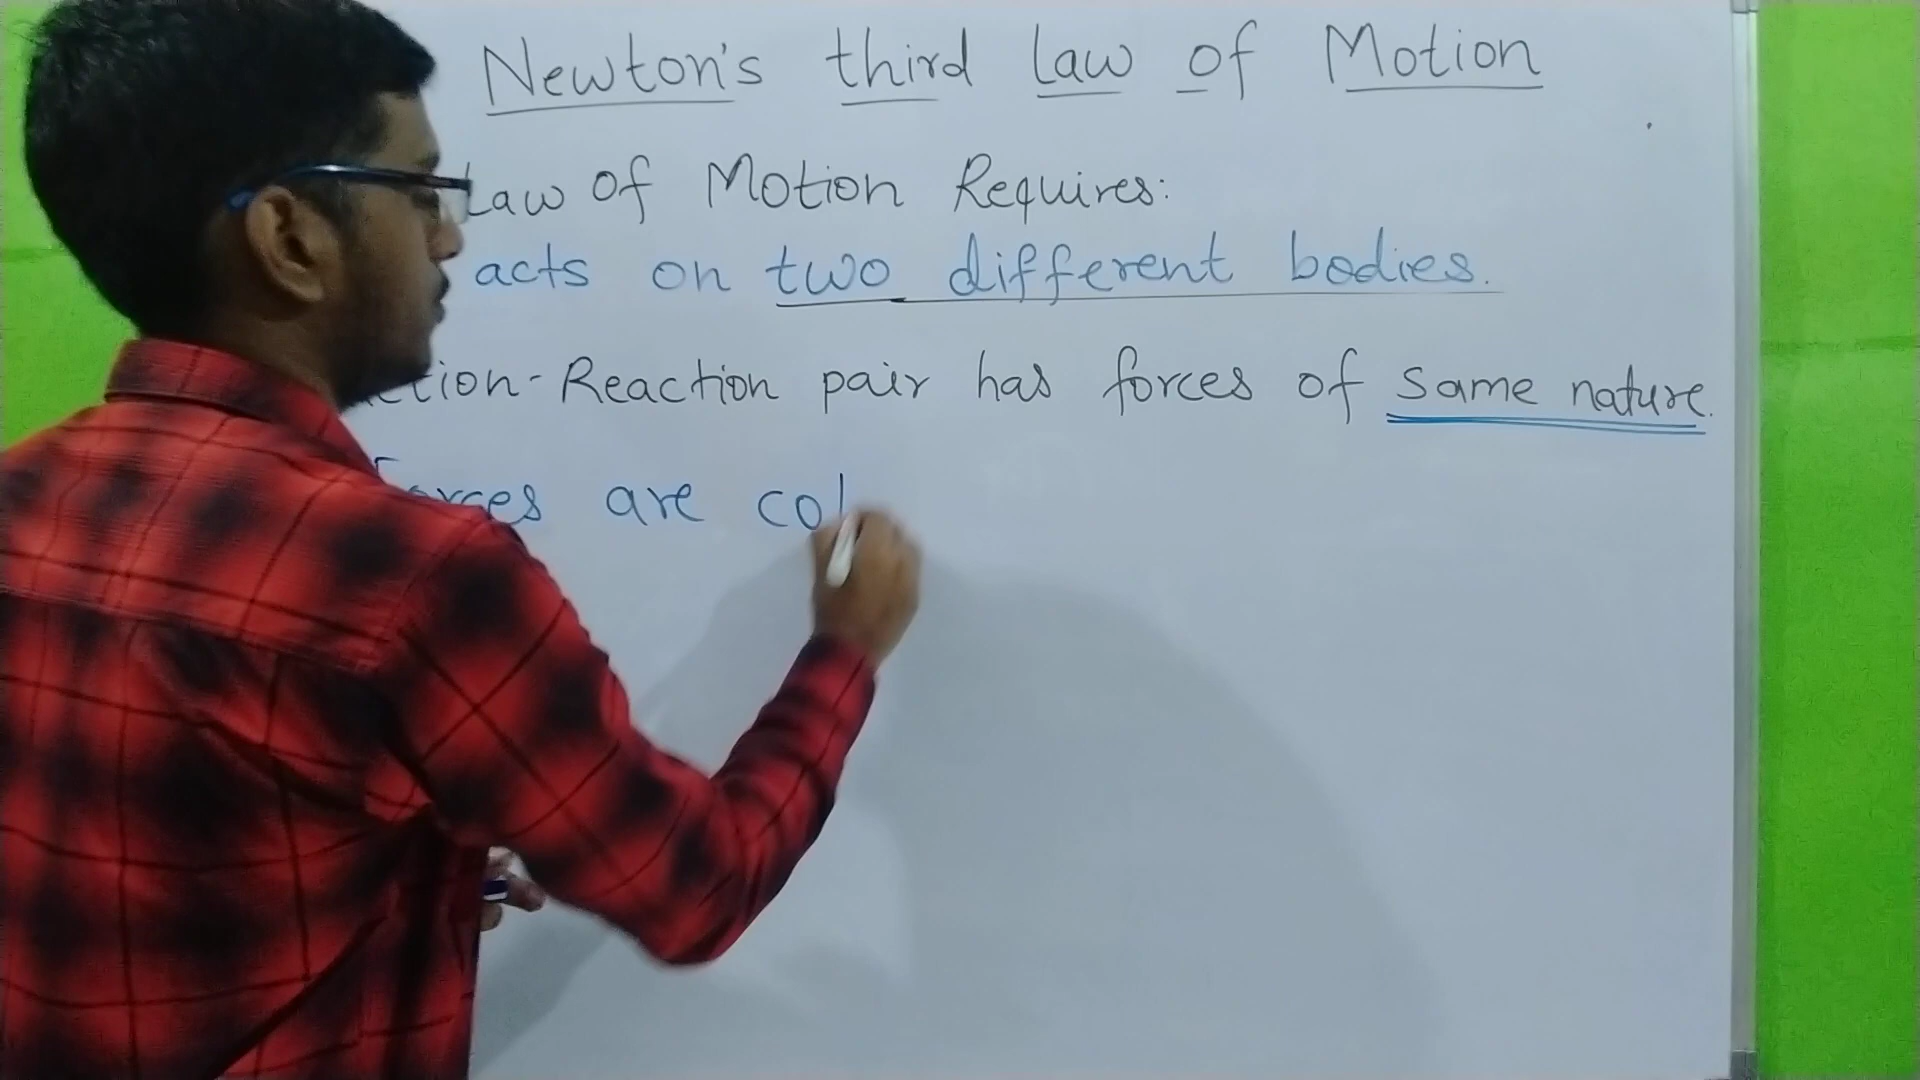 Newton's third Law of Motion
Law of Motion Requires:
acts on two different bodies.
ction-Reaction pair has forces of same nature.
Forces are col